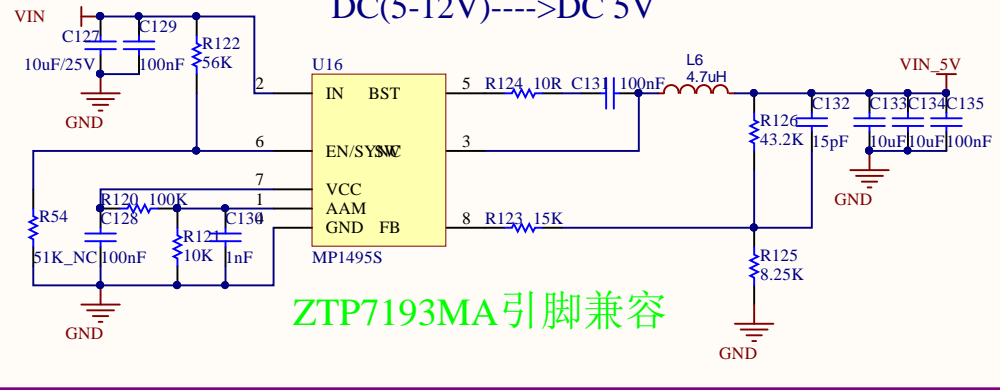 DC(5-12V)---->DC 5V
VIN
C127
10uF/25V
C129
100nF
GND
R122
56K
U16
2
IN
BST
5
R124 10R
C131 100nF
L6
4.7uH
VIN_5V
6
EN/SYNC
SW
3
R126
43.2K
C132
15pF
C133
10uF
C134
10uF
C135
100nF
GND
7
VCC
1
AAM
4
GND
FB
8
R123 15K
MP1495S
R54
51K_NC
R120 100K
C128
100nF
R121
10K
C130
1nF
GND
R125
8.25K
GND
ZTP7193MA引脚兼容